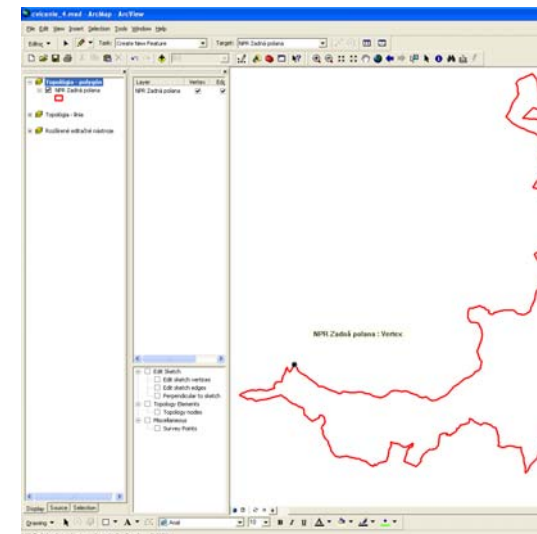 cvicenie_4.mxd - ArcMap - ArcView
File Edit View Insert Selection Tools Window Help
Editor Task: Create New Feature Target: NPR Zadná polana
Topológia - polygón
NPR Zadná polana
Topológia - línia
Rozšírené editačné nástroje
Layer Vertex Edg
NPR Zadná polana
NPR Zadná polana : Vertex
Edit Sketch
Edit sketch vertices
Edit sketch edges
Perpendicular to sketch
Topology Elements
Topology nodes
Miscellaneous
Survey Points
Display Source Selection
Drawing A Arial 10 B I U A